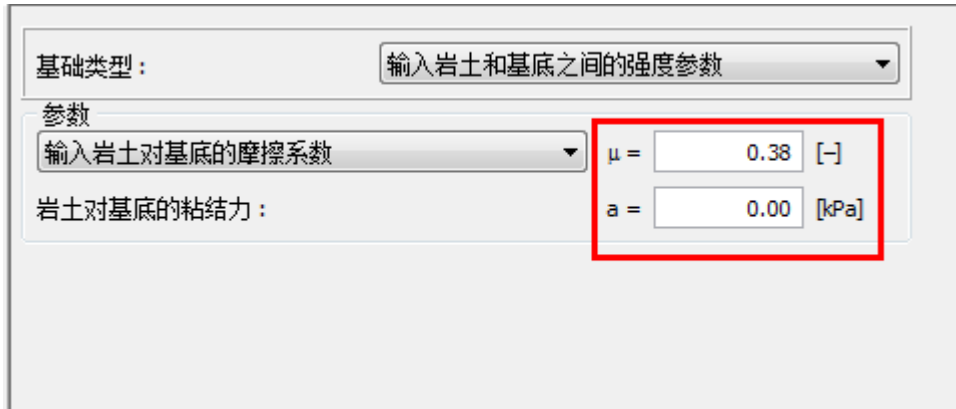 基础类型： 输入岩土和基底之间的强度参数
参数
输入岩土对基底的摩擦系数 μ = 0.38 [–]
岩土对基底的粘结力： a = 0.00 [kPa]